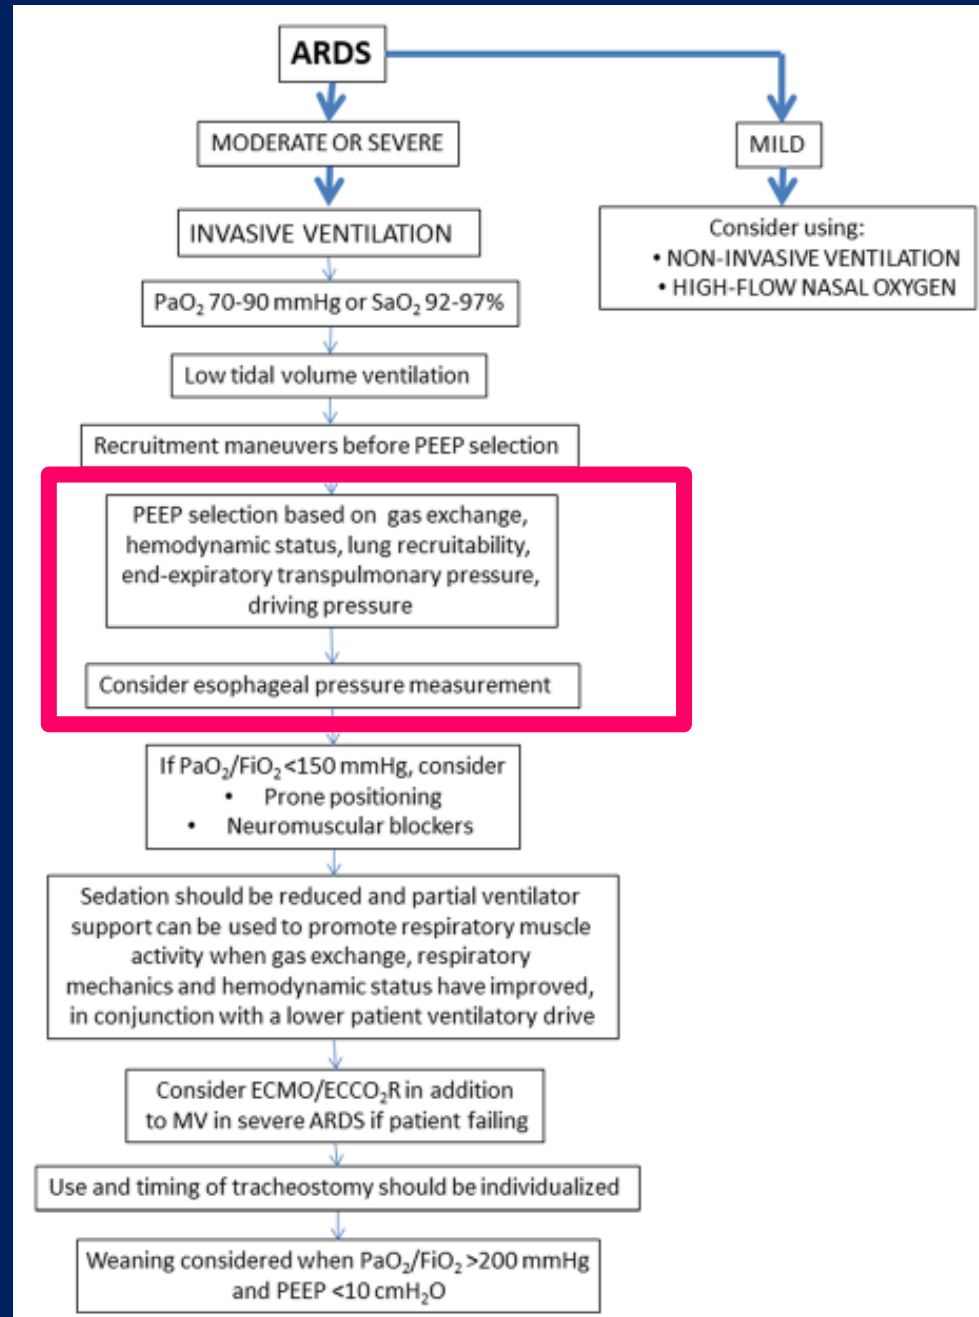 ARDS
MODERATE OR SEVERE
MILD
INVASIVE VENTILATION
Consider using:
• NON-INVASIVE VENTILATION
• HIGH-FLOW NASAL OXYGEN
PaO₂ 70-90 mmHg or SaO₂ 92-97%
Low tidal volume ventilation
Recruitment maneuvers before PEEP selection
PEEP selection based on gas exchange,
hemodynamic status, lung recruitability,
end-expiratory transpulmonary pressure,
driving pressure
Consider esophageal pressure measurement
If PaO₂/FiO₂ <150 mmHg, consider
• Prone positioning
• Neuromuscular blockers
Sedation should be reduced and partial ventilator
support can be used to promote respiratory muscle
activity when gas exchange, respiratory
mechanics and hemodynamic status have improved,
in conjunction with a lower patient ventilatory drive
Consider ECMO/ECCO₂R in addition
to MV in severe ARDS if patient failing
Use and timing of tracheostomy should be individualized
Weaning considered when PaO₂/FiO₂ >200 mmHg
and PEEP <10 cmH₂O